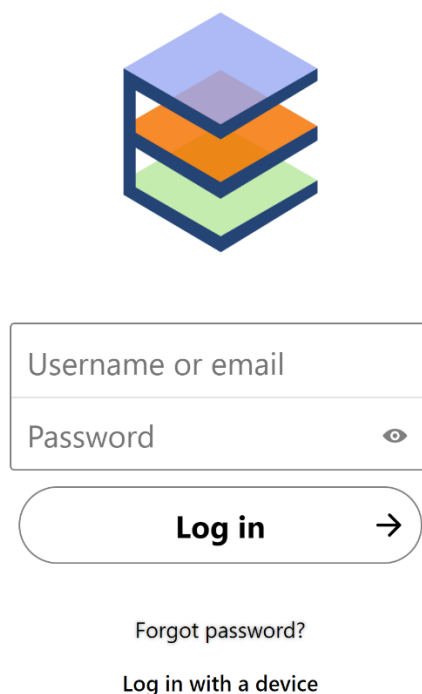 Username or email
Password
Log in
Forgot password?
Log in with a device